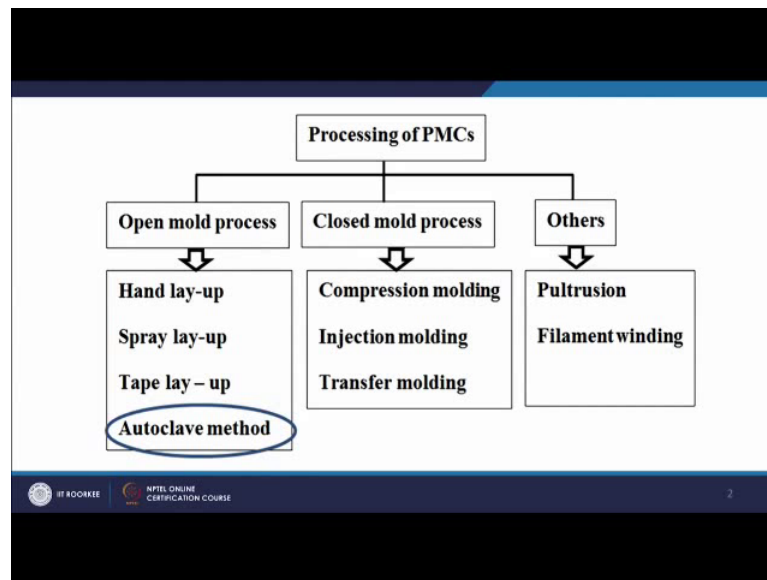 Processing of PMCs
Open mold process
Closed mold process
Others
Hand lay-up
Spray lay-up
Tape lay – up
Autoclave method
Compression molding
Injection molding
Transfer molding
Pultrusion
Filament winding
IIT ROORKEE
NPTEL ONLINE
CERTIFICATION COURSE
2